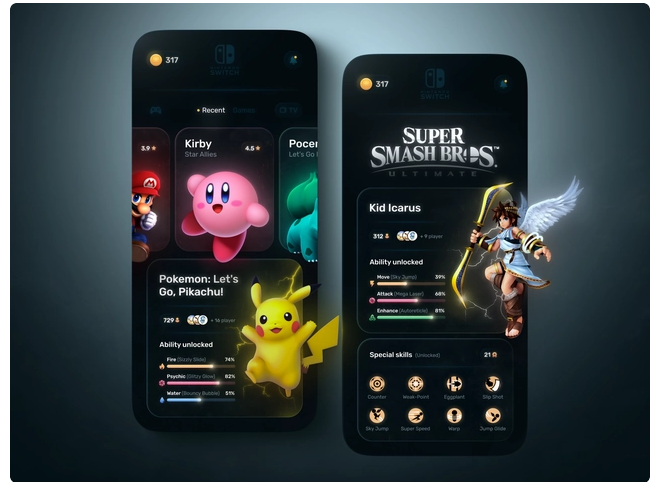 317
NINTENDO
SWITCH
Recent
Games
TV
3.9
Kirby
Star Allies
4.5
Let's Go
Pokemon: Let's
Go, Pikachu!
729
+ 16 player
Ability unlocked
Fire (Sizzly Slide) 74%
Psychic (Glitzy Glow) 82%
Water (Bouncy Bubble) 51%
317
SWITCH
SUPER
SMASH BROS.™
ULTIMATE
Kid Icarus
312
+ 9 player
Ability unlocked
Move (Sky Jump) 39%
Attack (Mega Laser) 68%
Enhance (Autoreticle) 81%
Special skills (Unlocked) 21
Counter
Weak-Point
Eggplant
Slip Shot
Sky Jump
Super Speed
Warp
Jump Glide